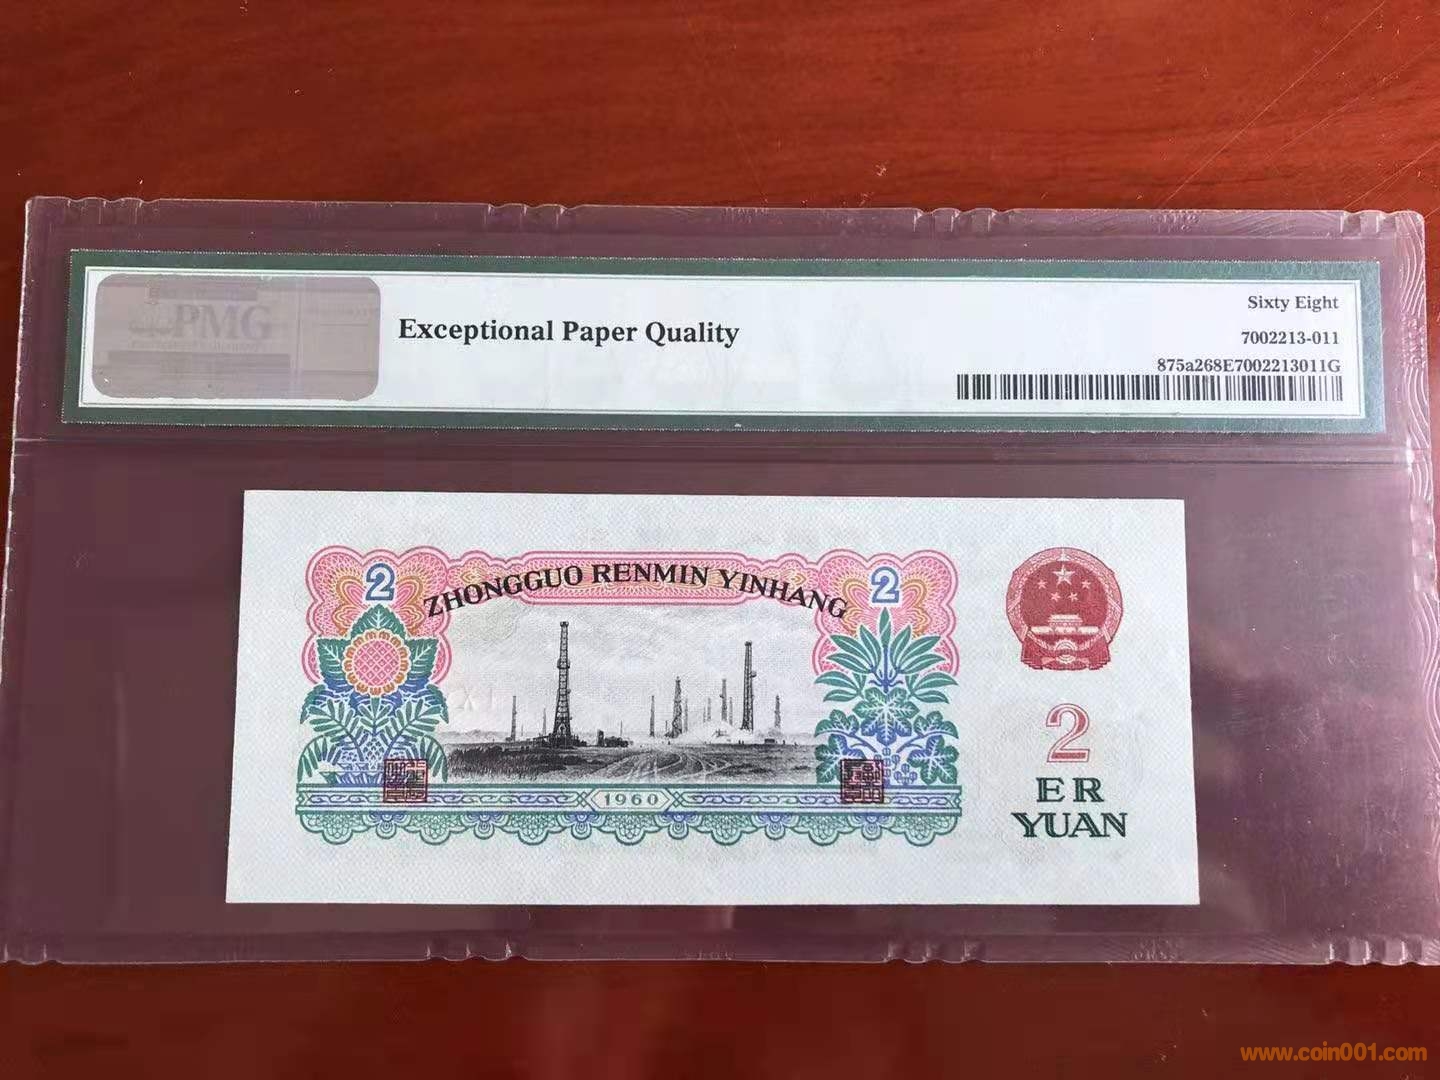 PMG
Exceptional Paper Quality
Sixty Eight
7002213-011
875a268E7002213011G
ZHONGGUO RENMIN YINHANG
2
2
2
ER
YUAN
1960
www.coin001.com